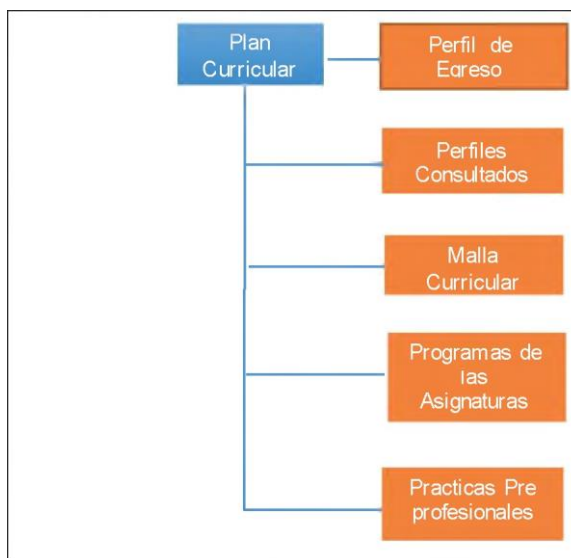 Plan
Curricular
Perfil de
Egreso
Perfiles
Consultados
Malla
Curricular
Programas de
las
Asignaturas
Practicas Pre
profesionales